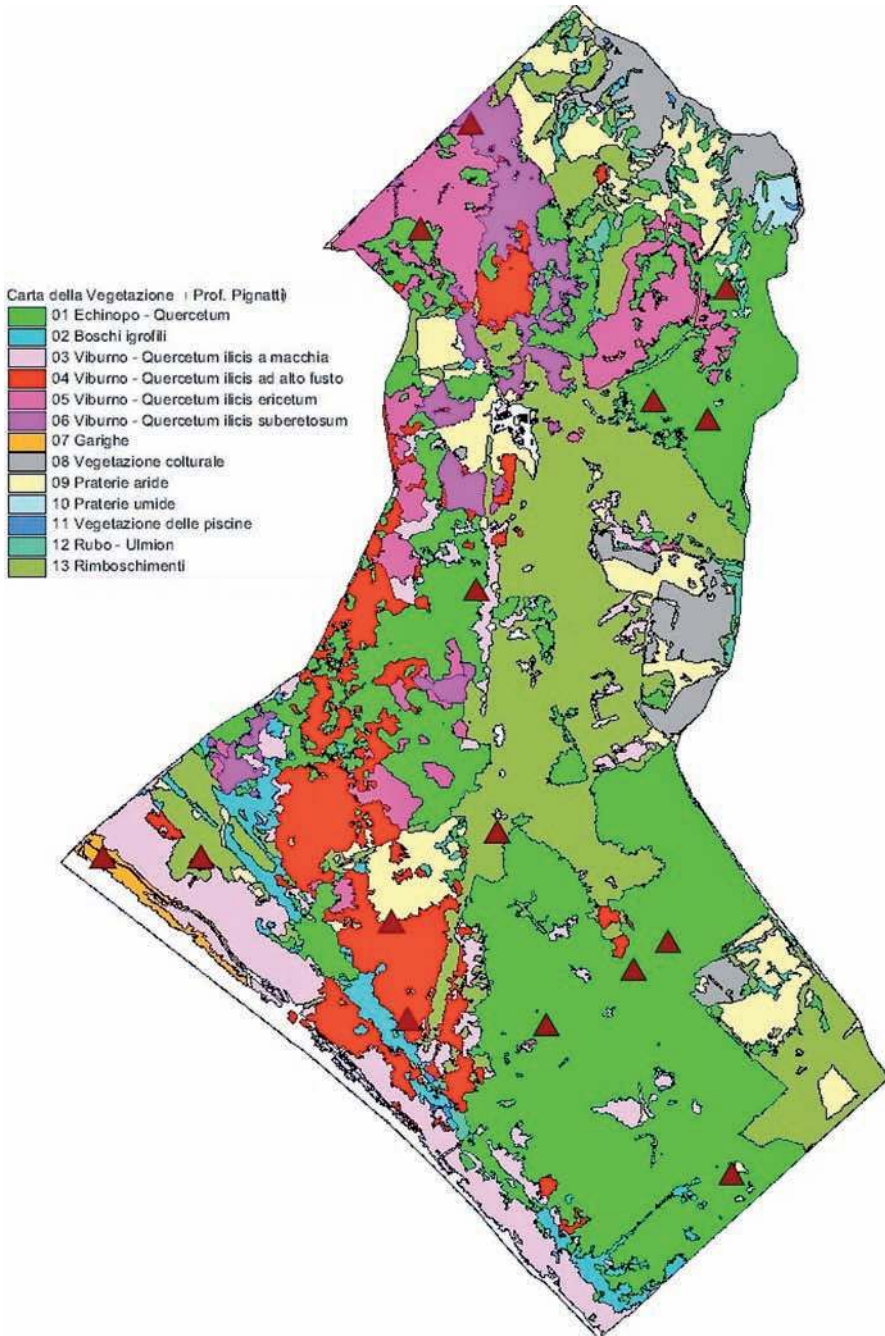 Carta della Vegetazione ( Prof. Pignatti)
01 Echinopo - Quercetum
02 Boschi igrofili
03 Viburno - Quercetum ilicis a macchia
04 Viburno - Quercetum ilicis ad alto fusto
05 Viburno - Quercetum ilicis ericetum
06 Viburno - Quercetum ilicis suberetosum
07 Garighe
08 Vegetazione colturale
09 Praterie aride
10 Praterie umide
11 Vegetazione delle piscine
12 Rubo - Ulmion
13 Rimboschimenti